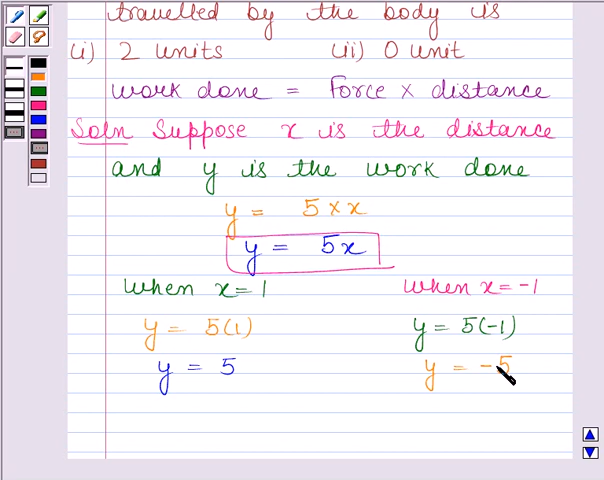 travelled by the body is
(i) 2 units (ii) 0 unit
work done = Force × distance
Soln Suppose x is the distance
and y is the work done
y = 5 × x
y = 5x
When x = 1 When x = -1
y = 5(1) y = 5(-1)
y = 5 y = -5